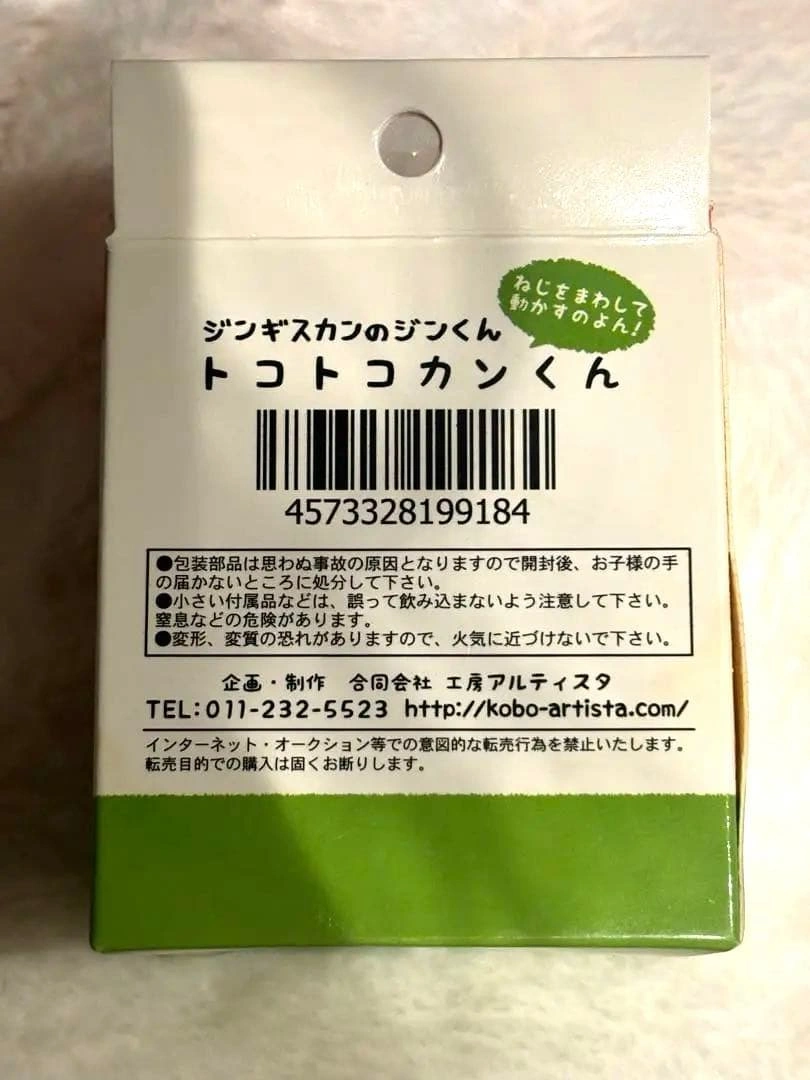 ねじをまわして
動かすのよん!
ジンギスカンのジンくん
トコトコカンくん
4573328199184
●包装部品は思わぬ事故の原因となりますので開封後、お子様の手
の届かないところに処分して下さい。
●小さい付属品などは、誤って飲み込まないよう注意して下さい。
窒息などの危険があります。
●変形、変質の恐れがありますので、火気に近づけないで下さい。
企画・制作 合同会社 工房アルティスタ
TEL:011-232-5523 http://kobo-artista.com/
インターネット・オークション等での意図的な転売行為を禁止いたします。
転売目的での購入は固くお断りします。